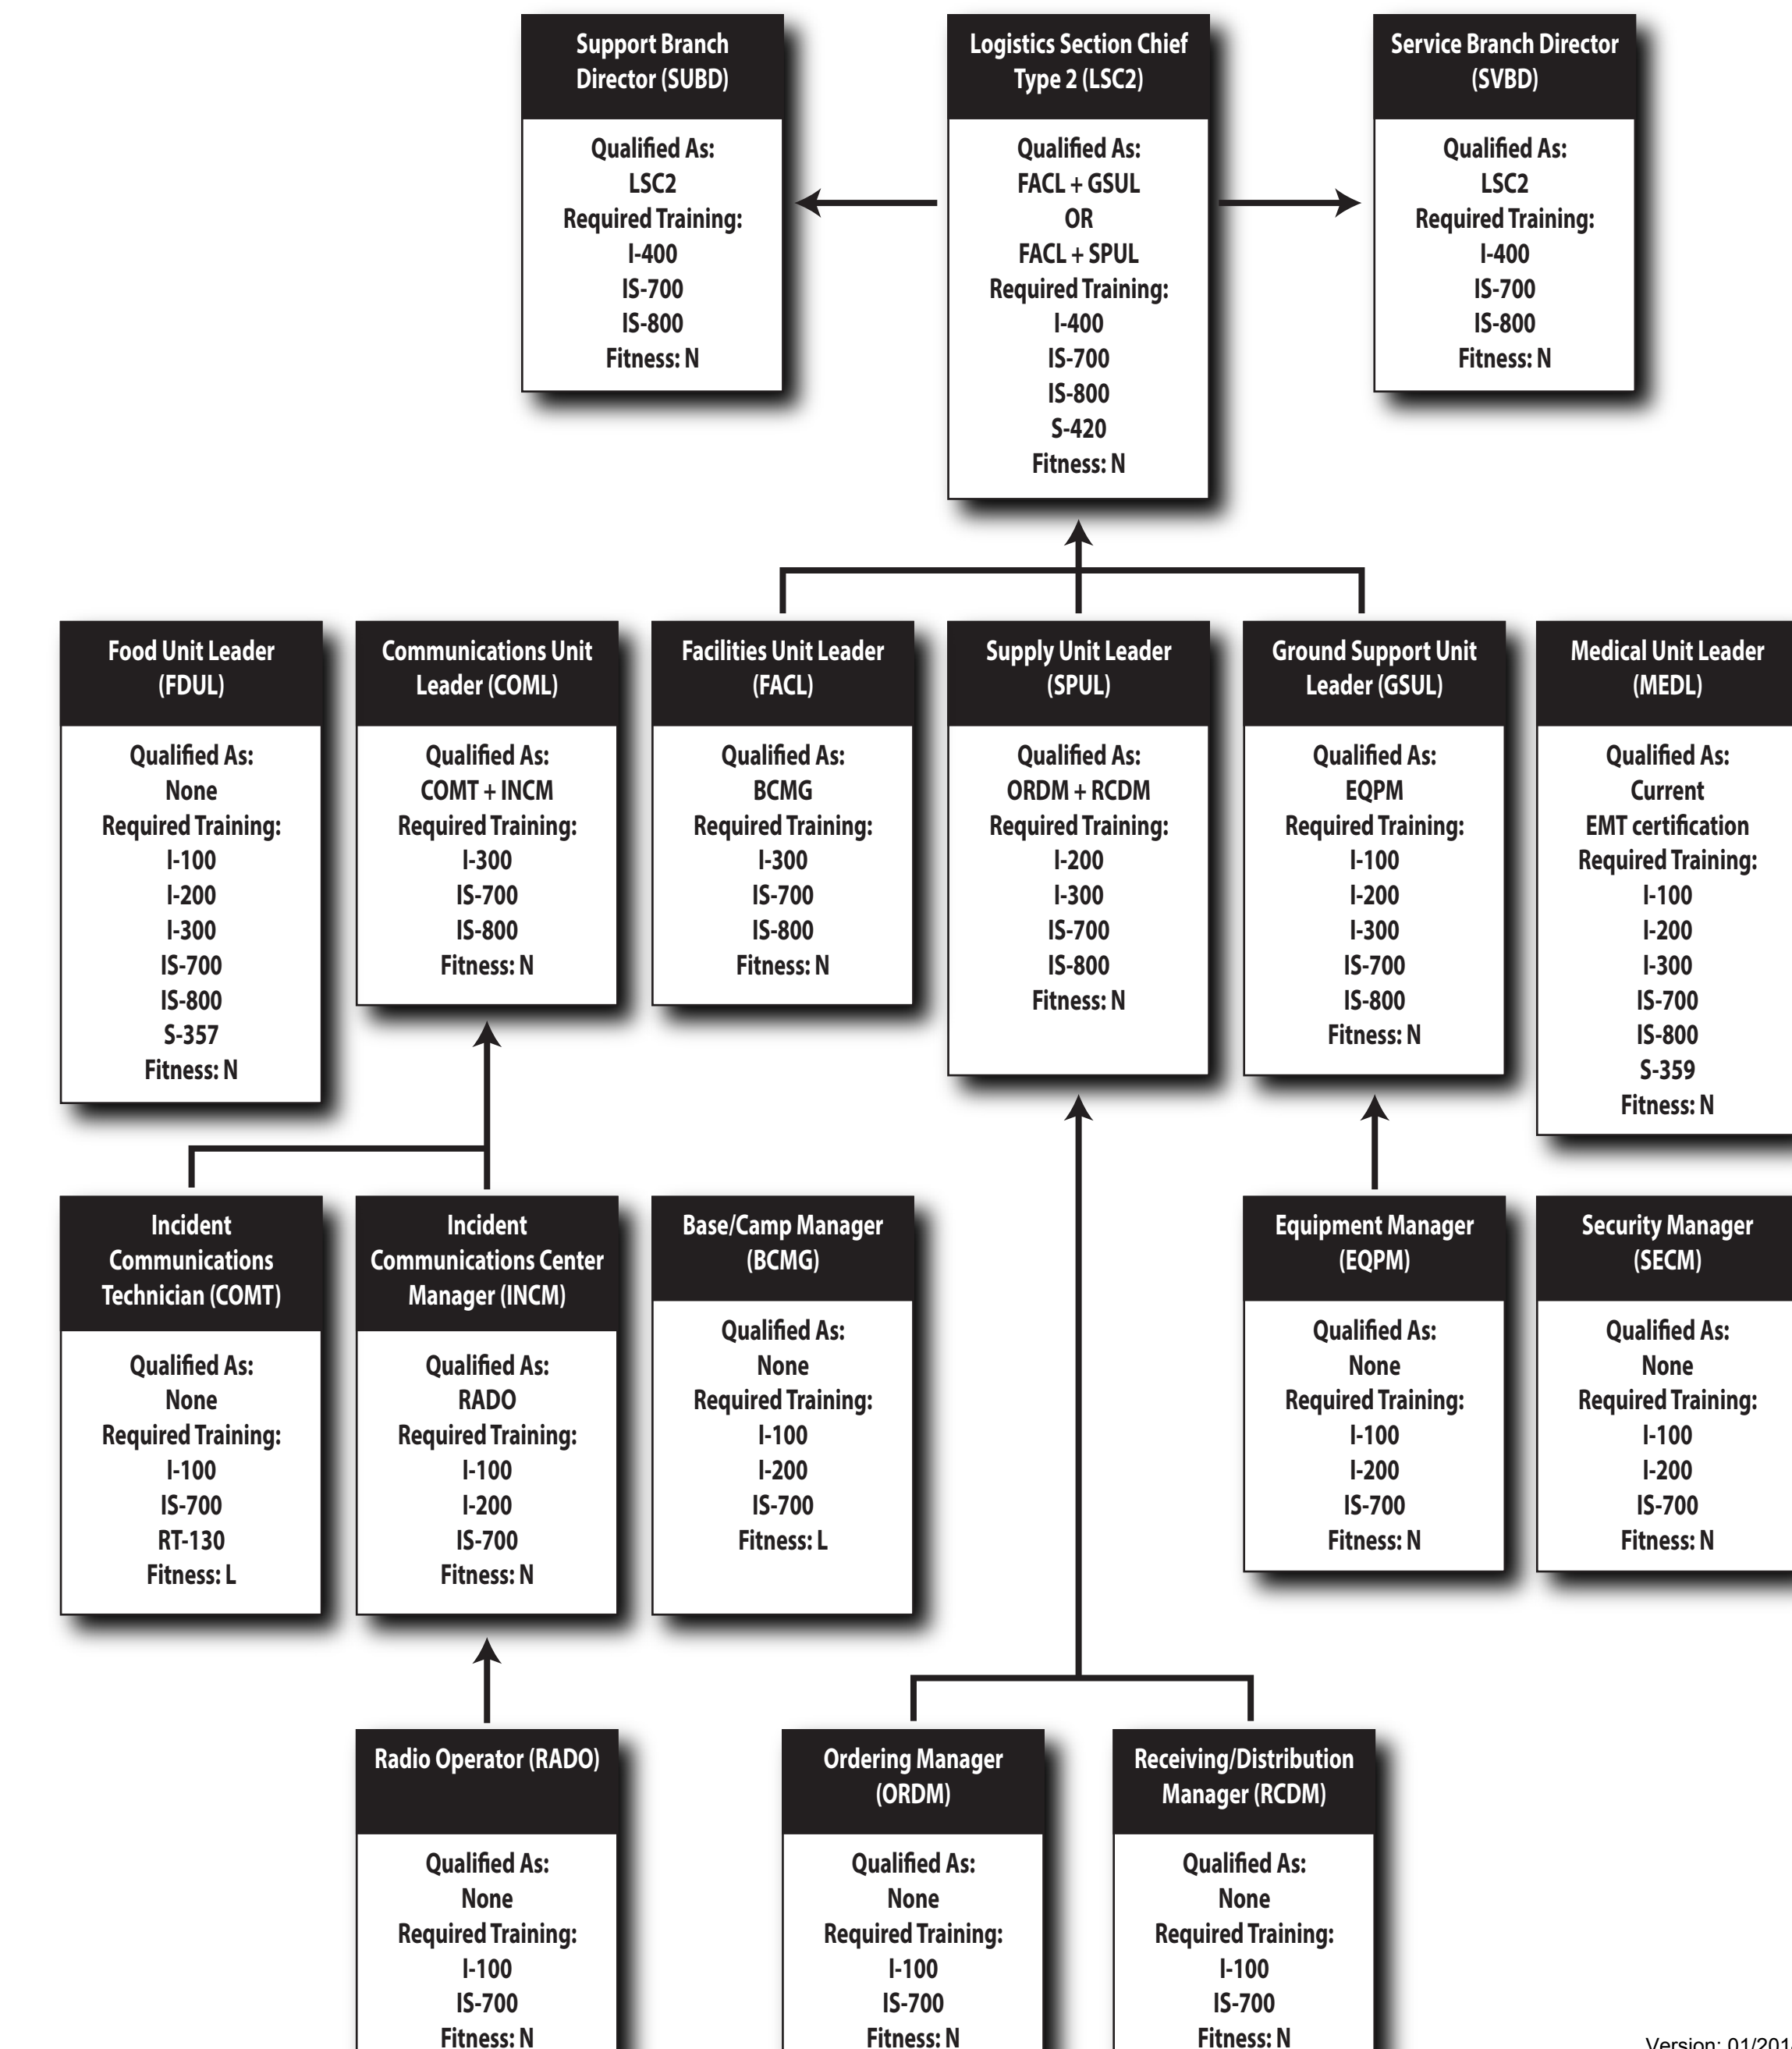 Support Branch
Director (SUBD)
Qualified As:
LSC2
Required Training:
I-400
IS-700
IS-800
Fitness: N
Logistics Section Chief
Type 2 (LSC2)
Qualified As:
FACL + GSUL
OR
FACL + SPUL
Required Training:
I-400
IS-700
IS-800
S-420
Fitness: N
Service Branch Director
(SVBD)
Qualified As:
LSC2
Required Training:
I-400
IS-700
IS-800
Fitness: N
Food Unit Leader
(FDUL)
Qualified As:
None
Required Training:
I-100
I-200
I-300
IS-700
IS-800
S-357
Fitness: N
Communications Unit
Leader (COML)
Qualified As:
COMT + INCM
Required Training:
I-300
IS-700
IS-800
Fitness: N
Facilities Unit Leader
(FACL)
Qualified As:
BCMG
Required Training:
I-300
IS-700
IS-800
Fitness: N
Supply Unit Leader
(SPUL)
Qualified As:
ORDM + RCDM
Required Training:
I-200
I-300
IS-700
IS-800
Fitness: N
Ground Support Unit
Leader (GSUL)
Qualified As:
EQPM
Required Training:
I-100
I-200
I-300
IS-700
IS-800
Fitness: N
Medical Unit Leader
(MEDL)
Qualified As:
Current
EMT certification
Required Training:
I-100
I-200
I-300
IS-700
IS-800
S-359
Fitness: N
Incident
Communications
Technician (COMT)
Qualified As:
None
Required Training:
I-100
IS-700
RT-130
Fitness: L
Incident
Communications Center
Manager (INCM)
Qualified As:
RADO
Required Training:
I-100
I-200
IS-700
Fitness: N
Base/Camp Manager
(BCMG)
Qualified As:
None
Required Training:
I-100
I-200
IS-700
Fitness: L
Equipment Manager
(EQPM)
Qualified As:
None
Required Training:
I-100
I-200
IS-700
Fitness: N
Security Manager
(SECM)
Qualified As:
None
Required Training:
I-100
I-200
IS-700
Fitness: N
Radio Operator (RADO)
Qualified As:
None
Required Training:
I-100
IS-700
Fitness: N
Ordering Manager
(ORDM)
Qualified As:
None
Required Training:
I-100
IS-700
Fitness: N
Receiving/Distribution
Manager (RCDM)
Qualified As:
None
Required Training:
I-100
IS-700
Fitness: N
Version: 01/201